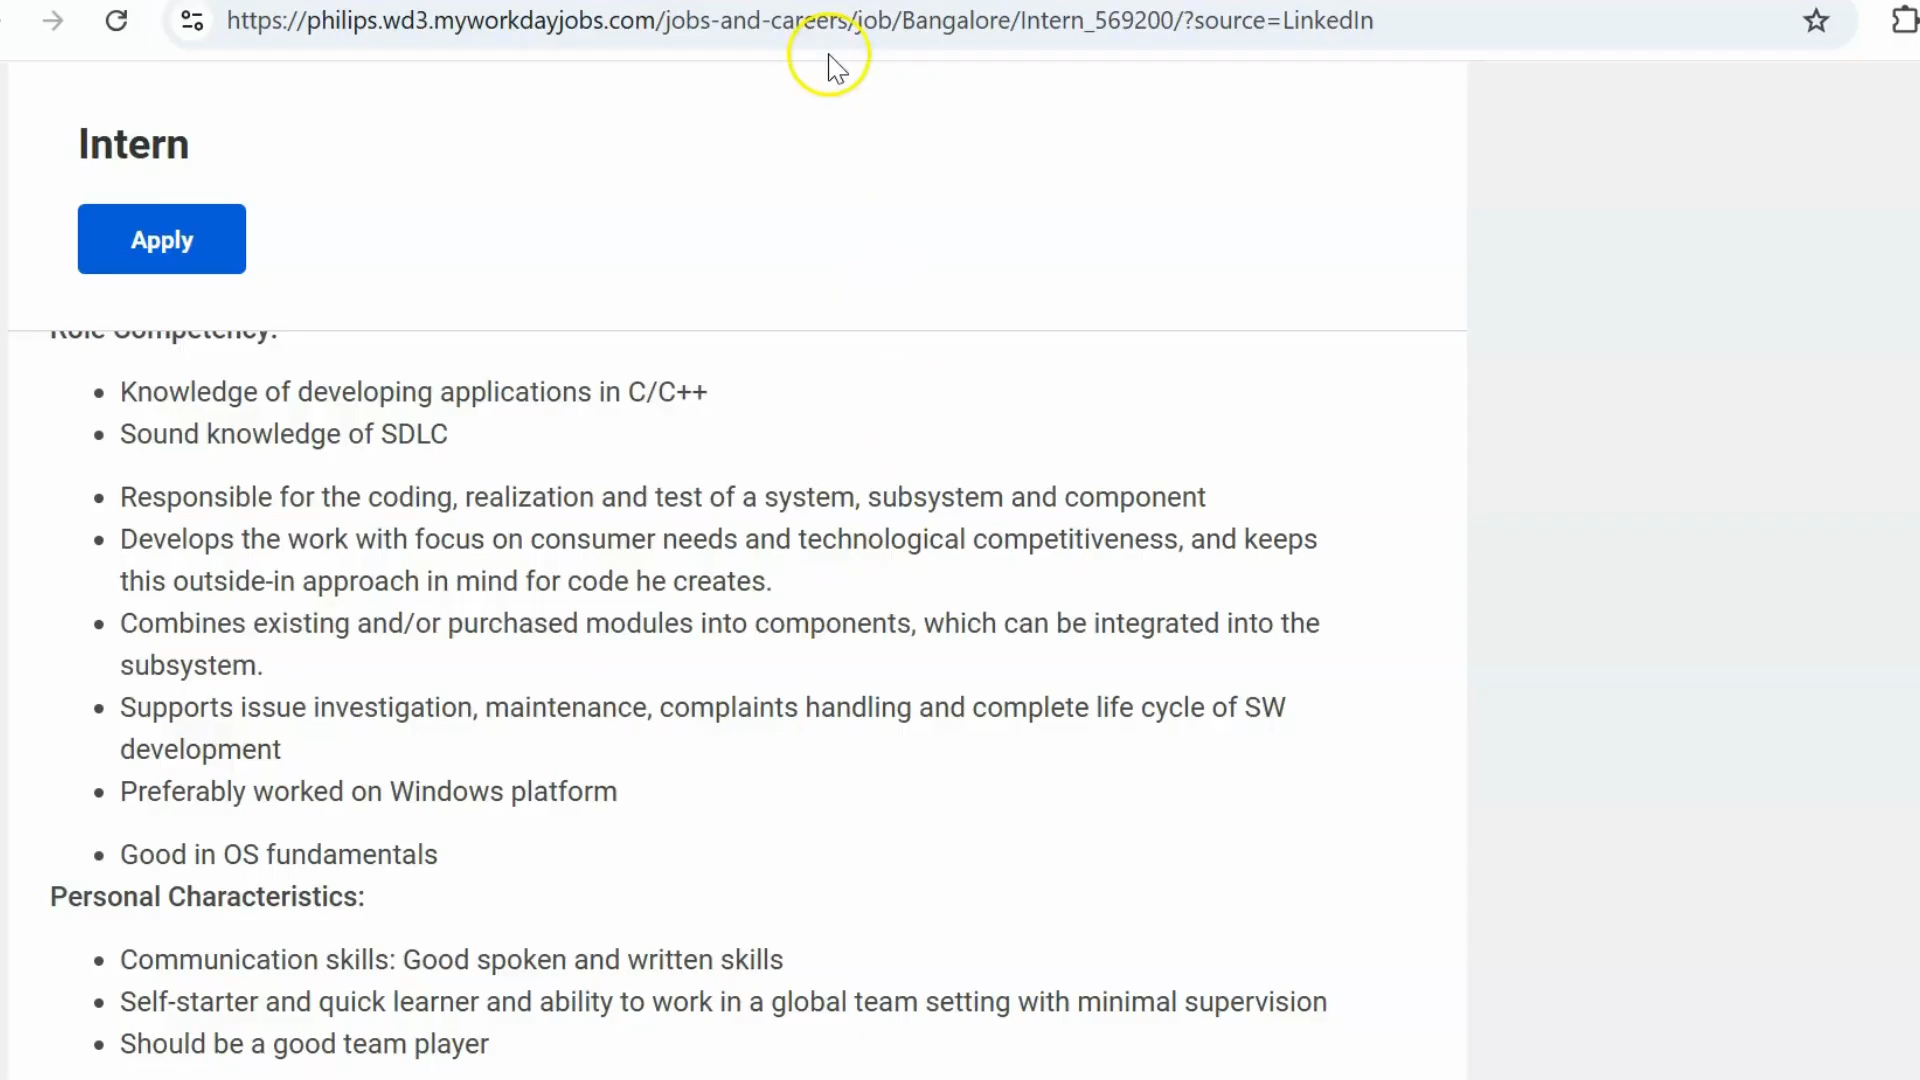 https://philips.wd3.myworkdayjobs.com/jobs-and-careers/job/Bangalore/Intern_569200/?source=LinkedIn
Intern
Apply
Role Competency:
Knowledge of developing applications in C/C++
Sound knowledge of SDLC
Responsible for the coding, realization and test of a system, subsystem and component
Develops the work with focus on consumer needs and technological competitiveness, and keeps
this outside-in approach in mind for code he creates.
Combines existing and/or purchased modules into components, which can be integrated into the
subsystem.
Supports issue investigation, maintenance, complaints handling and complete life cycle of SW
development
Preferably worked on Windows platform
Good in OS fundamentals
Personal Characteristics:
Communication skills: Good spoken and written skills
Self-starter and quick learner and ability to work in a global team setting with minimal supervision
Should be a good team player